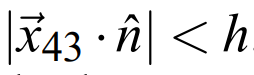 |x⃗₄₃ · n̂| < h